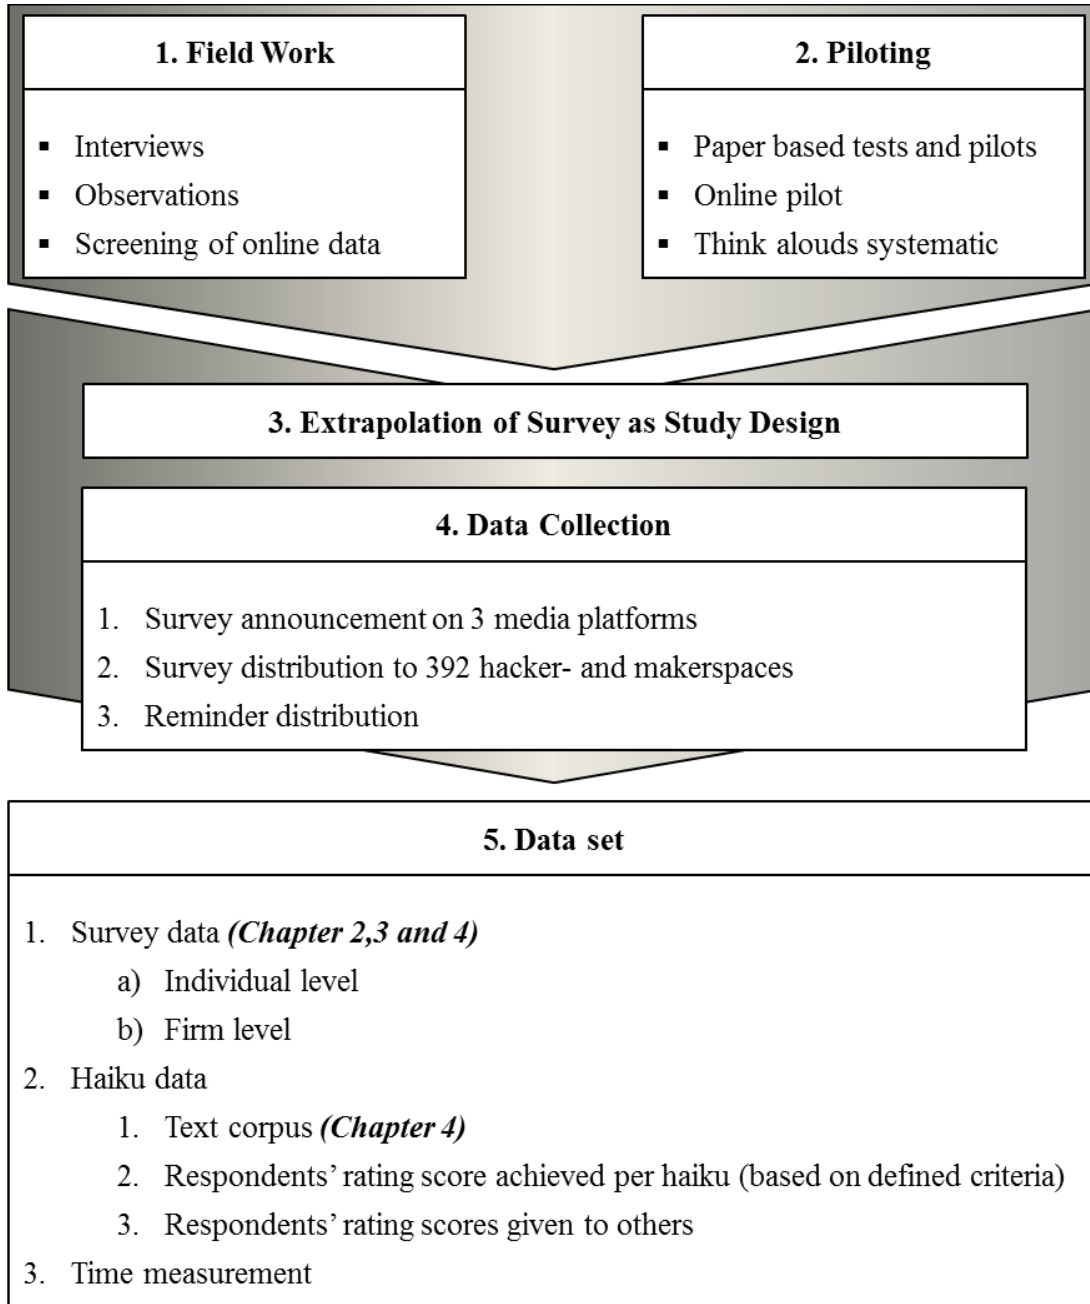 1. Field Work
▪ Interviews
▪ Observations
▪ Screening of online data
2. Piloting
▪ Paper based tests and pilots
▪ Online pilot
▪ Think alouds systematic
3. Extrapolation of Survey as Study Design
4. Data Collection
1. Survey announcement on 3 media platforms
2. Survey distribution to 392 hacker- and makerspaces
3. Reminder distribution
5. Data set
1. Survey data (Chapter 2,3 and 4)
a) Individual level
b) Firm level
2. Haiku data
1. Text corpus (Chapter 4)
2. Respondents’ rating score achieved per haiku (based on defined criteria)
3. Respondents’ rating scores given to others
3. Time measurement